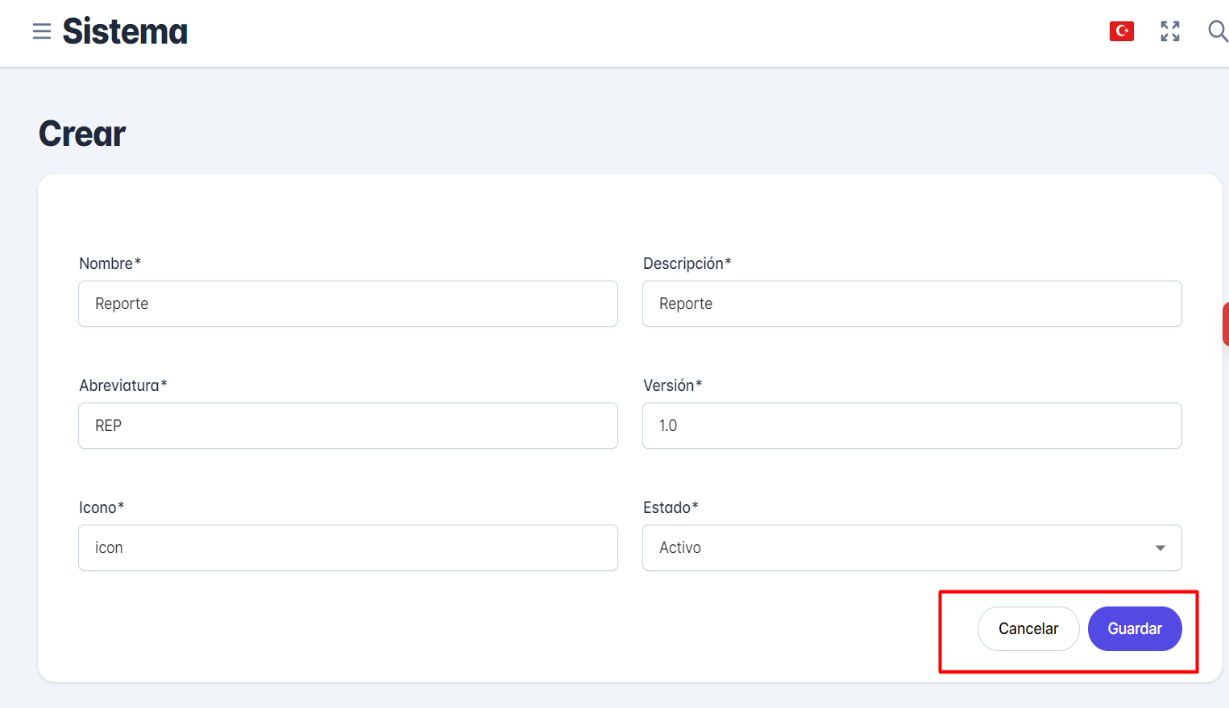 Sistema
Crear
Nombre*
Descripción*
Reporte
Reporte
Abreviatura*
Versión*
REP
1.0
Icono*
Estado*
icon
Activo
Cancelar
Guardar